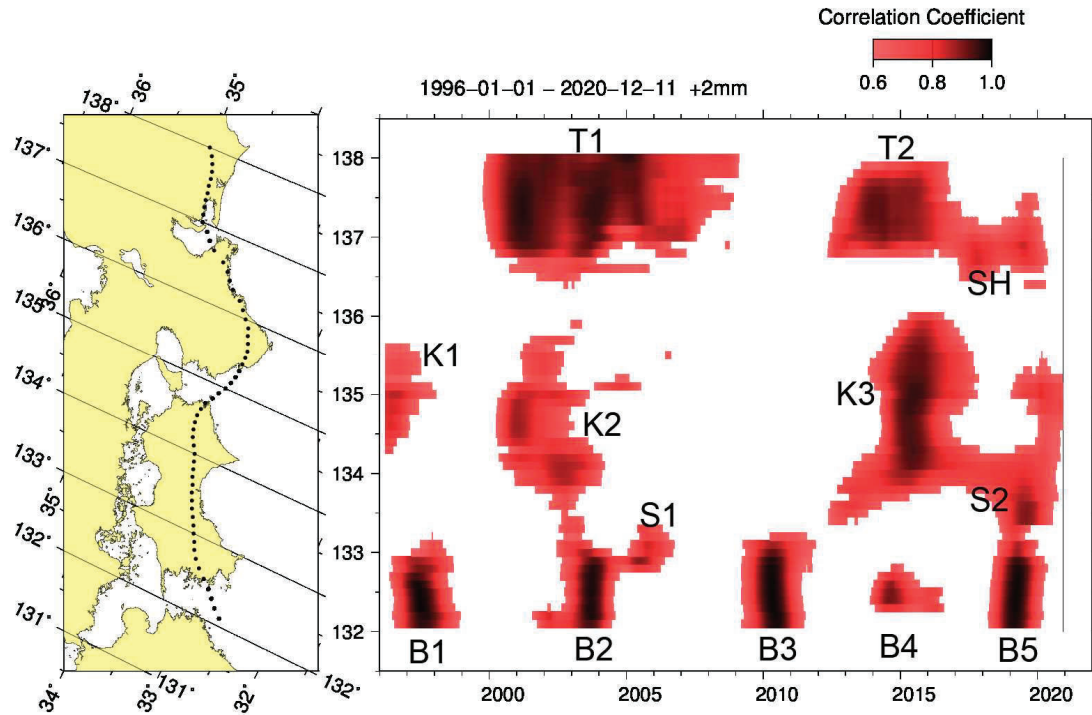 Correlation Coefficient
0.6 0.8 1.0
1996-01-01 - 2020-12-11 +2mm
138° 36° 35°
137°
136°
36°
135°
134°
133°
35°
132°
131°
34° 33° 131° 32° 132°
138
137
136
135
134
133
132
T1
T2
SH
K1
K2
K3
S1
S2
B1 B2 B3 B4 B5
2000 2005 2010 2015 2020